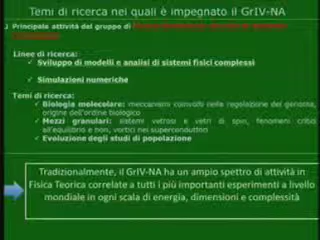 Temi di ricerca nei quali è impegnato il GrIV-NA
Principale attività del gruppo di
Linee di ricerca:
✓ Sviluppo di modelli e analisi di sistemi fisici complessi
✓ Simulazioni numeriche
Temi di ricerca:
✓ Biologia molecolare: meccanismi coinvolti nella regolazione del genoma,
origine dell'ordine biologico
✓ Mezzi granulari: sistemi vetrosi e vetri di spin, fenomeni critici
all'equilibrio e non, vortici nei superconduttori
✓ Evoluzione degli studi di popolazione
Tradizionalmente, il GrIV-NA ha un ampio spettro di attività in
Fisica Teorica correlate a tutti i più importanti esperimenti a livello
mondiale in ogni scala di energia, dimensioni e complessità